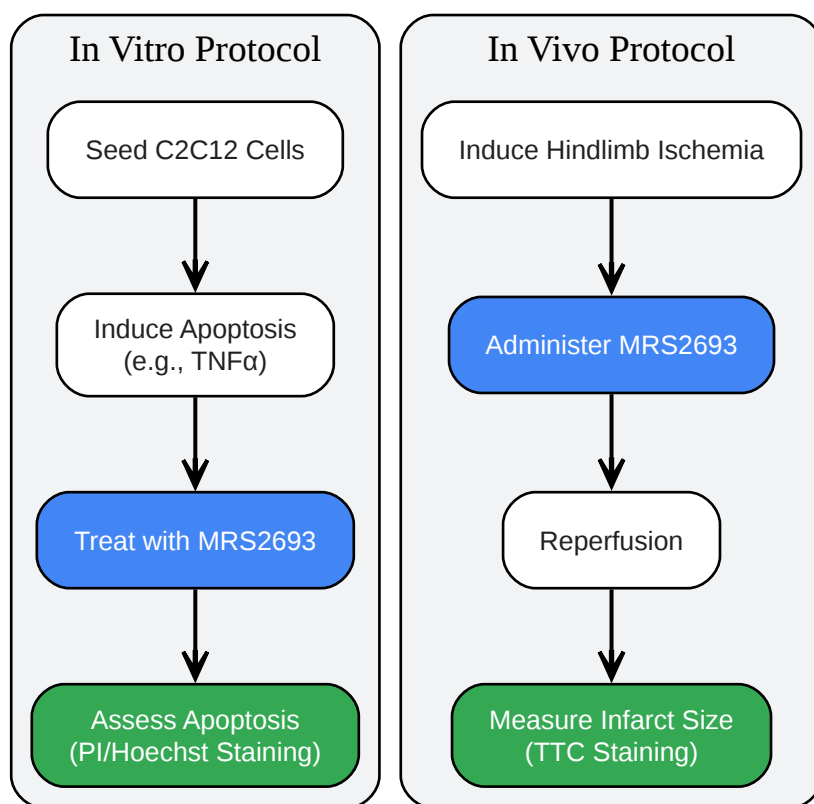 In Vitro Protocol
Seed C2C12 Cells
Induce Apoptosis
(e.g., TNFα)
Treat with MRS2693
Assess Apoptosis
(PI/Hoechst Staining)
In Vivo Protocol
Induce Hindlimb Ischemia
Administer MRS2693
Reperfusion
Measure Infarct Size
(TTC Staining)